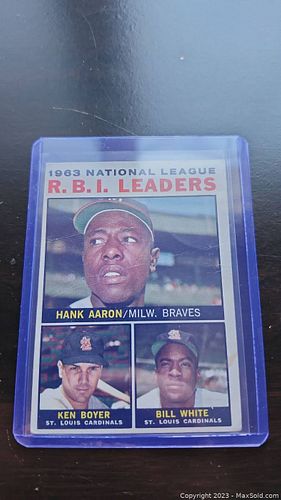 1963 NATIONAL LEAGUE
R.B.I. LEADERS
HANK AARON/MILW. BRAVES
KEN BOYER
ST. LOUIS CARDINALS
BILL WHITE
ST. LOUIS CARDINALS
Copyright © 2023 - MaxSold.com